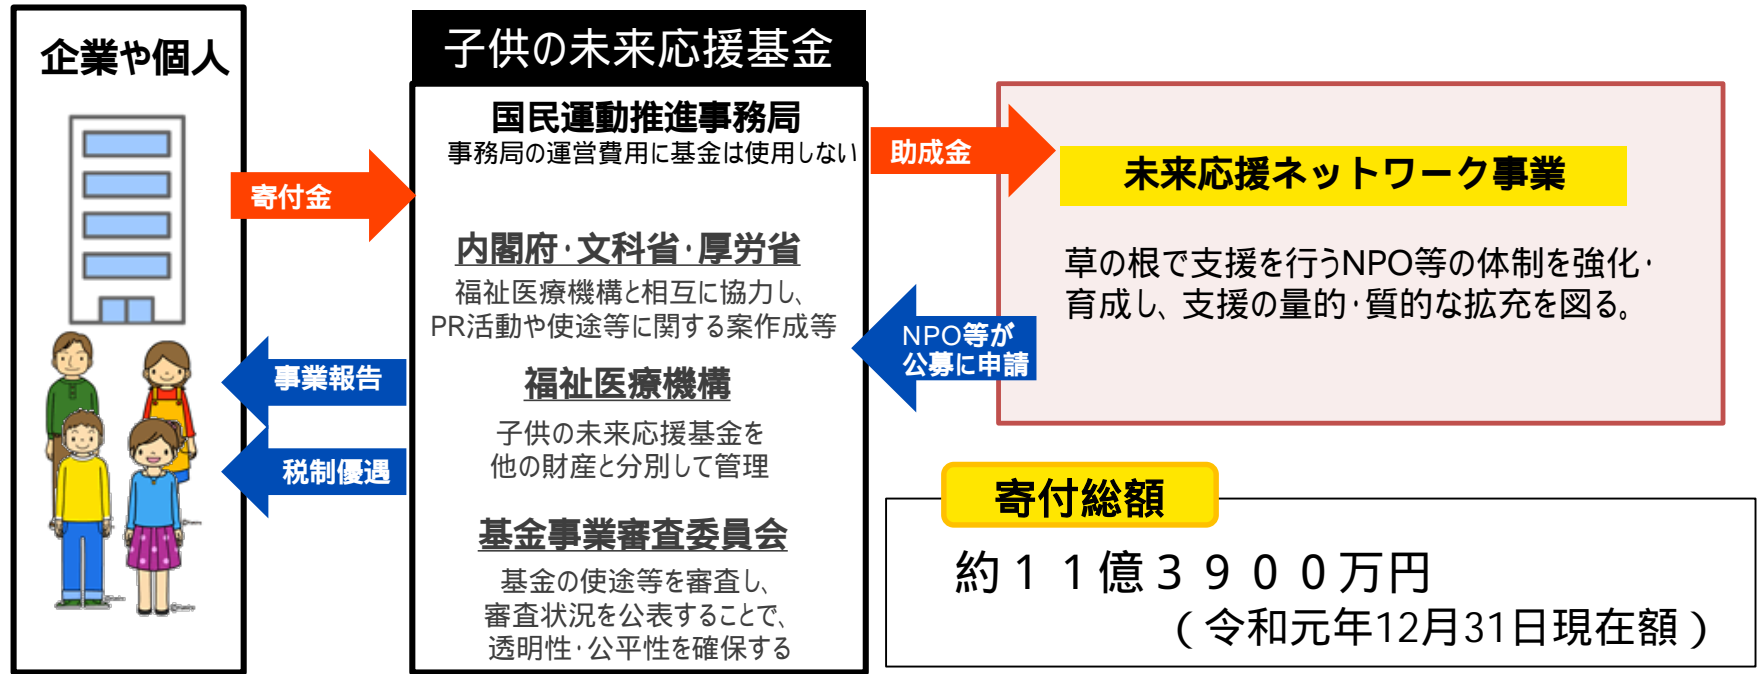 企業や個人
寄付金
事業報告
税制優遇
子供の未来応援基金
国民運動推進事務局
事務局の運営費用に基金は使用しない
内閣府・文科省・厚労省
福祉医療機構と相互に協力し、
PR活動や使途等に関する案作成等
福祉医療機構
子供の未来応援基金を
他の財産と分別して管理
基金事業審査委員会
基金の使途等を審査し、
審査状況を公表することで、
透明性・公平性を確保する
助成金
NPO等が
公募に申請
未来応援ネットワーク事業
草の根で支援を行うNPO等の体制を強化・
育成し、支援の量的・質的な拡充を図る。
寄付総額
約１１億３９００万円
（令和元年12月31日現在額）